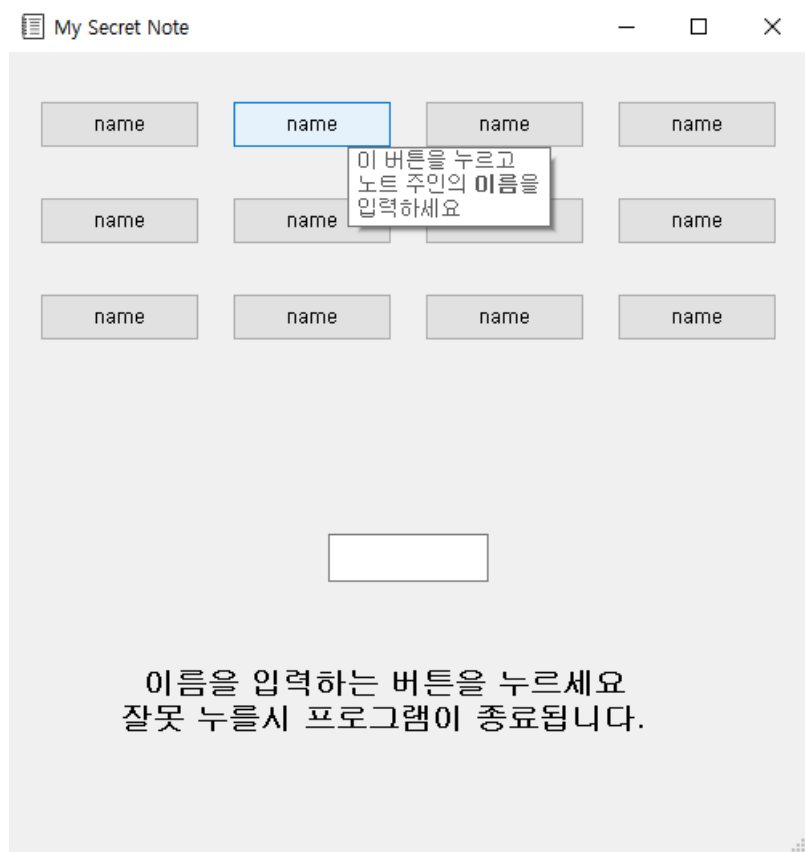 My Secret Note
name name name name
이 버튼을 누르고
노트 주인의 이름을
입력하세요
name name name
name name name name
이름을 입력하는 버튼을 누르세요
잘못 누를시 프로그램이 종료됩니다.